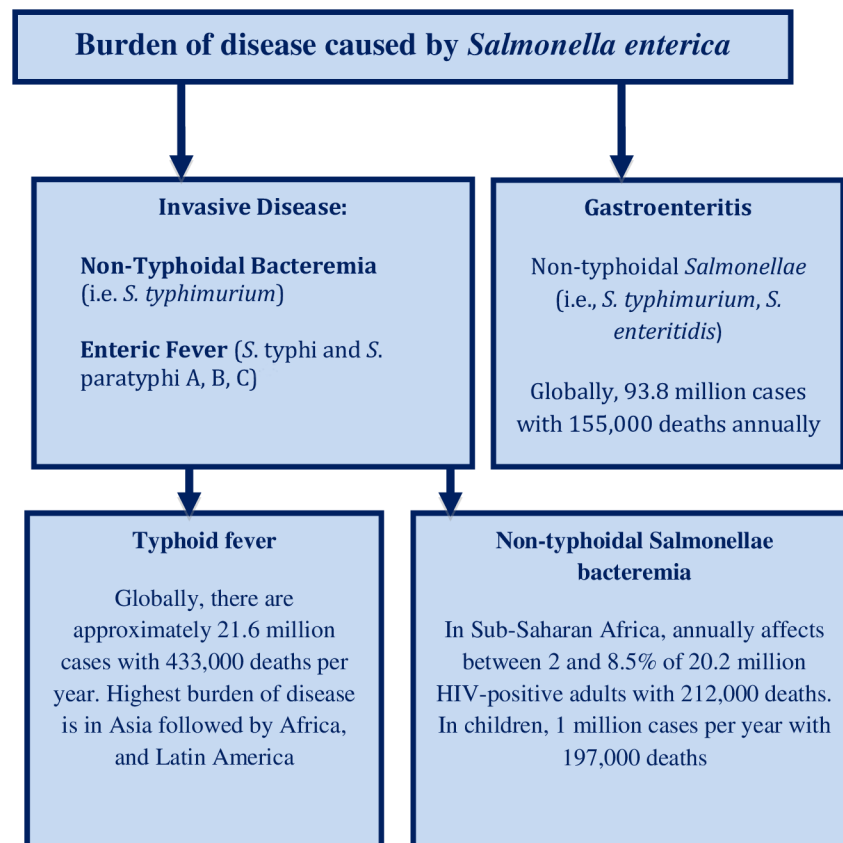 Burden of disease caused by Salmonella enterica
Invasive Disease:
Non-Typhoidal Bacteremia
(i.e. S. typhimurium)
Enteric Fever (S. typhi and S.
paratyphi A, B, C)
Gastroenteritis
Non-typhoidal Salmonellae
(i.e., S. typhimurium, S.
enteritidis)
Globally, 93.8 million cases
with 155,000 deaths annually
Typhoid fever
Globally, there are
approximately 21.6 million
cases with 433,000 deaths per
year. Highest burden of disease
is in Asia followed by Africa,
and Latin America
Non-typhoidal Salmonellae
bacteremia
In Sub-Saharan Africa, annually affects
between 2 and 8.5% of 20.2 million
HIV-positive adults with 212,000 deaths.
In children, 1 million cases per year with
197,000 deaths